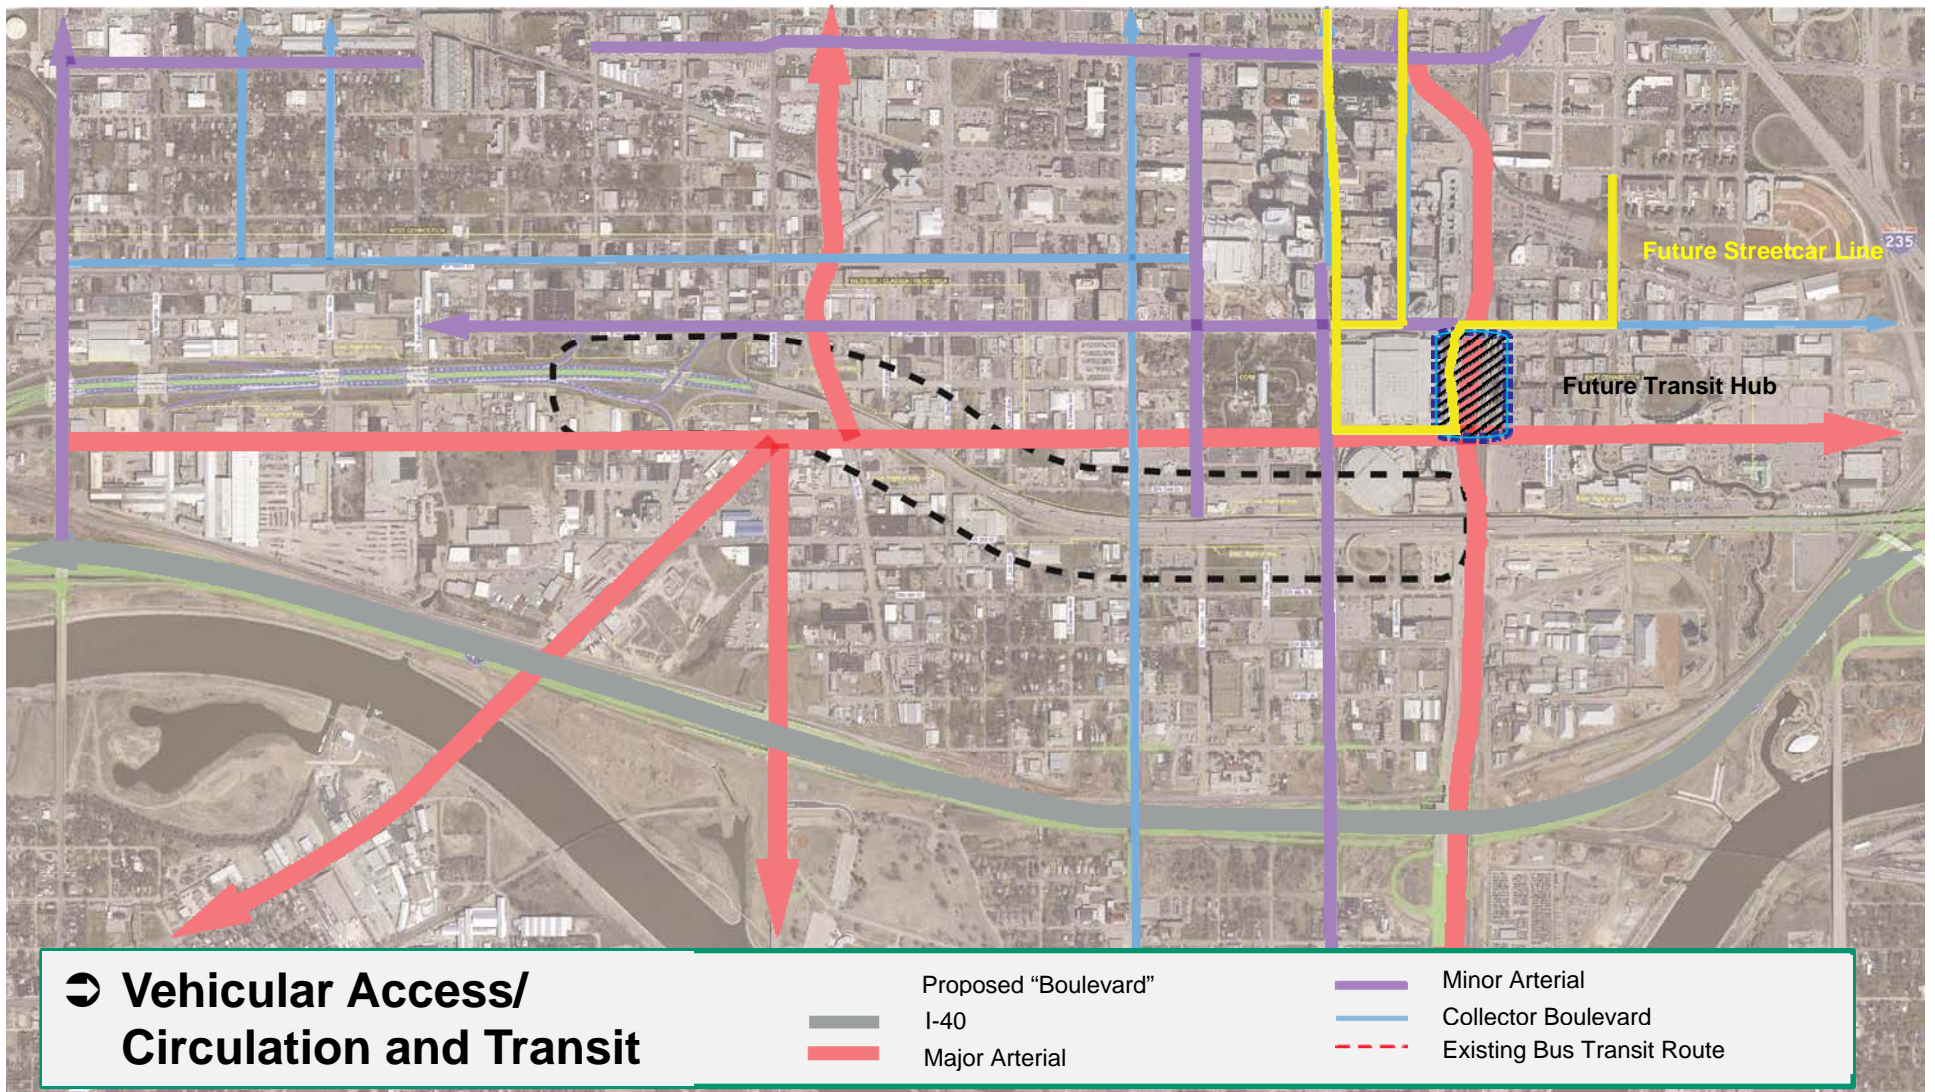 Future Streetcar Line
235
Future Transit Hub
➲ Vehicular Access/
Circulation and Transit
Proposed “Boulevard”
I-40
Major Arterial
Minor Arterial
Collector Boulevard
Existing Bus Transit Route